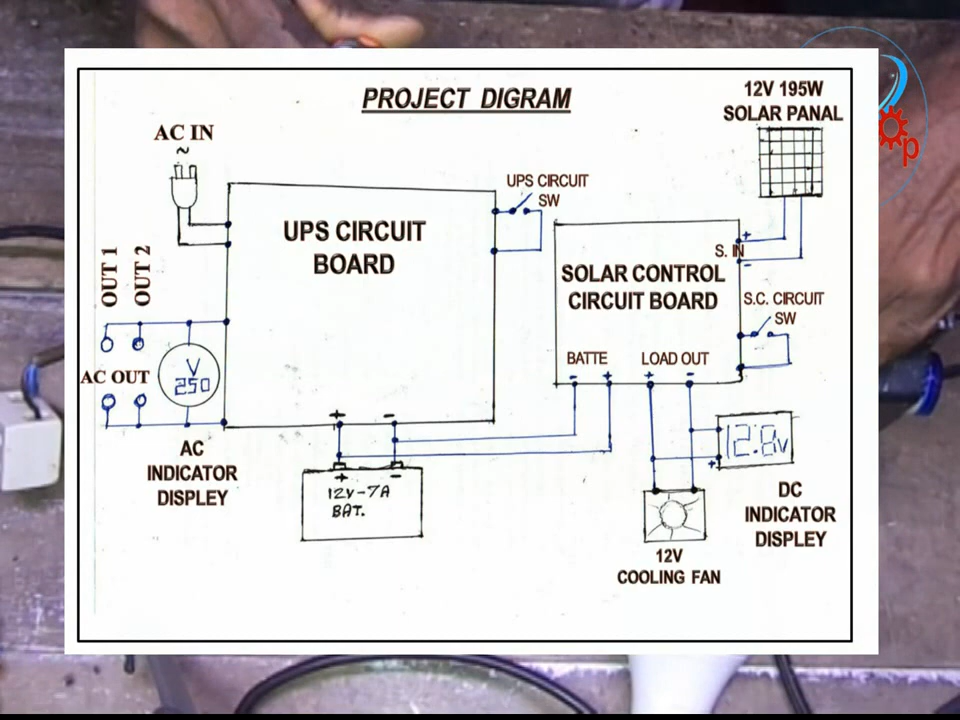 PROJECT DIGRAM
12V 195W
SOLAR PANAL
AC IN
~
UPS CIRCUIT
SW
UPS CIRCUIT
BOARD
S. IN
+
-
SOLAR CONTROL
CIRCUIT BOARD
S.C. CIRCUIT
SW
OUT 1
OUT 2
BATTE
LOAD OUT
- + + -
V
250
AC OUT
+ -
AC
INDICATOR
DISPLEY
+ -
12V-7A
BAT.
12.8v
- +
DC
INDICATOR
DISPLEY
12V
COOLING FAN
p